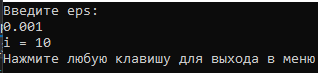 Введите eps:
0.001
i = 10
Нажмите любую клавишу для выхода в меню